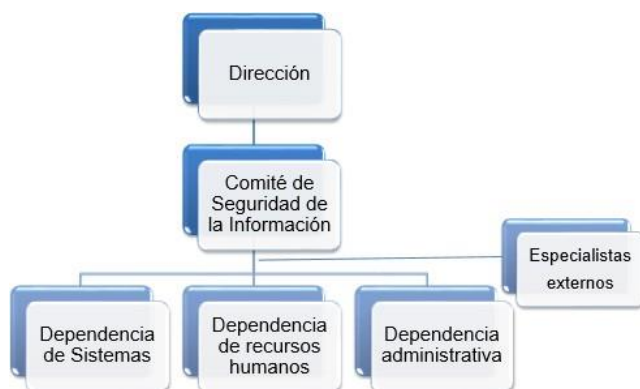 Dirección
Comité de
Seguridad de
la Información
Especialistas
externos
Dependencia
de Sistemas
Dependencia
de recursos
humanos
Dependencia
administrativa